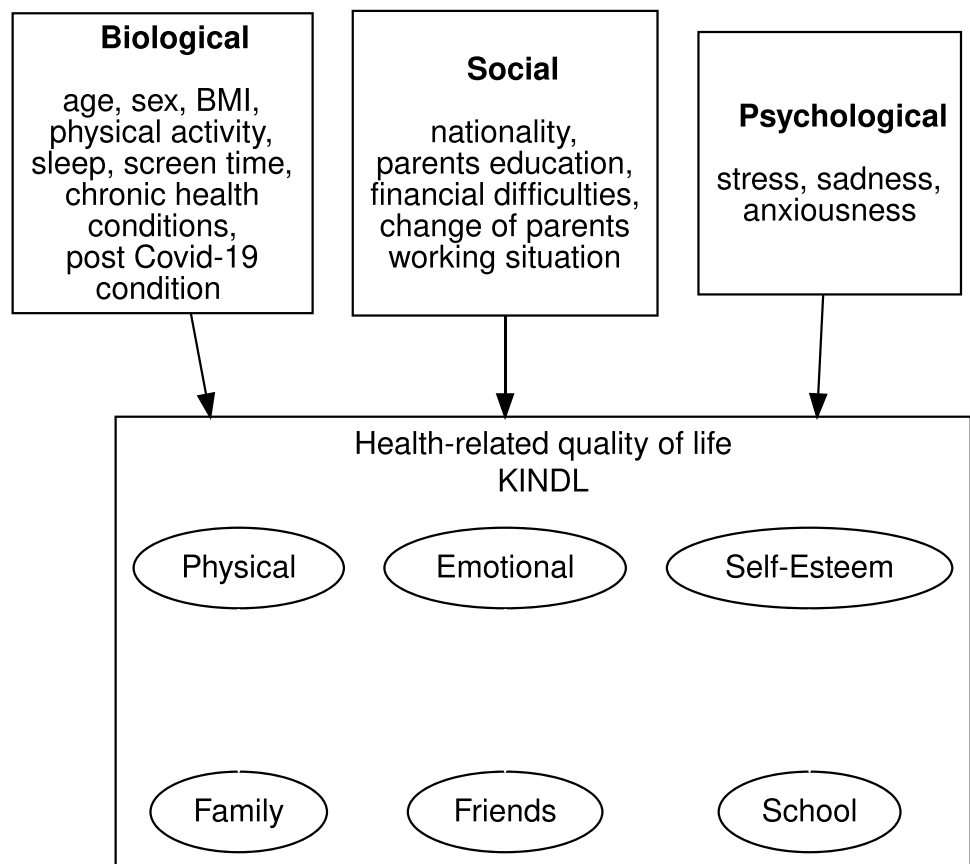 Biological
age, sex, BMI,
physical activity,
sleep, screen time,
chronic health
conditions,
post Covid-19
condition
Social
nationality,
parents education,
financial difficulties,
change of parents
working situation
Psychological
stress, sadness,
anxiousness
Health-related quality of life
KINDL
Physical
Emotional
Self-Esteem
Family
Friends
School